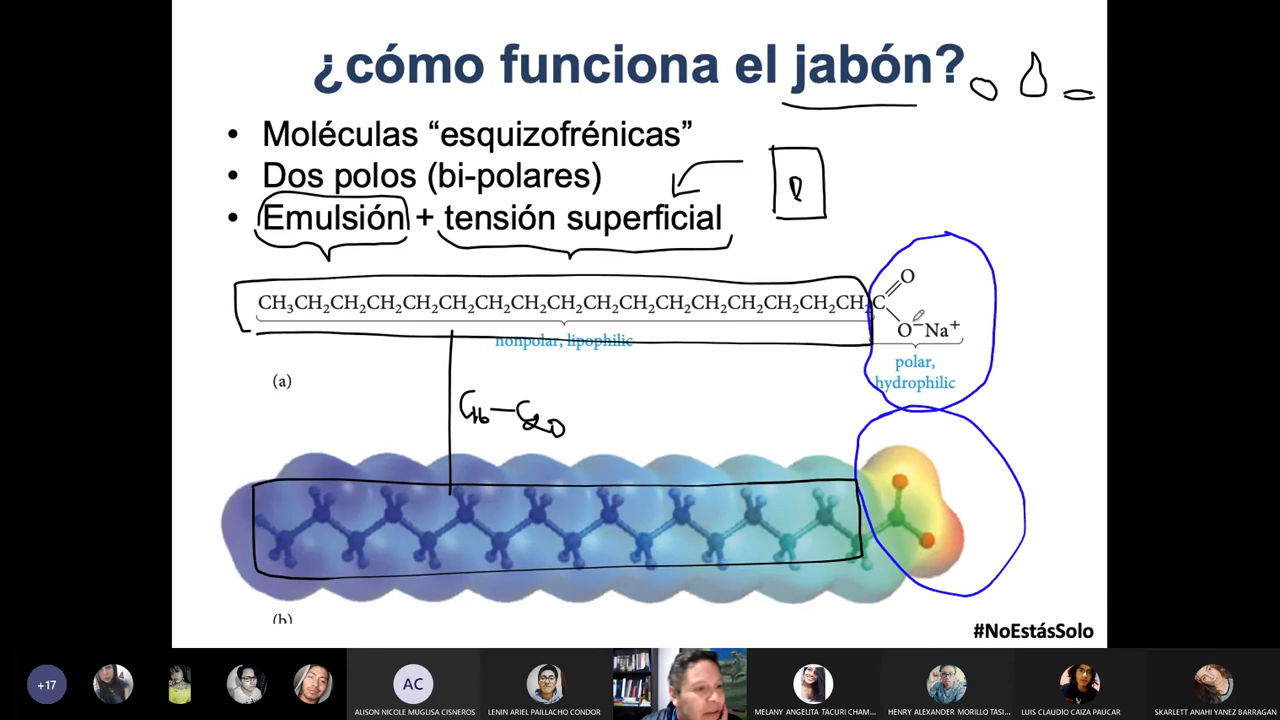 ¿cómo funciona el jabón?
• Moléculas “esquizofrénicas”
• Dos polos (bi-polares)
• Emulsión + tensión superficial
CH₃CH₂CH₂CH₂CH₂CH₂CH₂CH₂CH₂CH₂CH₂CH₂CH₂CH₂CH₂CH₂CH₂C
O
O⁻Na⁺
nonpolar, lipophilic
polar,
hydrophilic
(a)
C₁₆—C₂₀
(b)
#NoEstásSolo
+17
AC
ALISON NICOLE MUGLISA CISNEROS
LENIN ARIEL PAILLACHO CONDOR
MELANY ANGELITA TACURI CHAM...
HENRY ALEXANDER MORILLO TASI...
LUIS CLAUDIO CAIZA PAUCAR
SKARLETT ANAHI YANEZ BARRAGAN